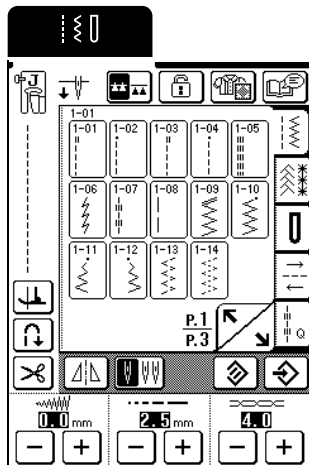 J
1-01
1-01 1-02 1-03 1-04 1-05
1-06 1-07 1-08 1-09 1-10
1-11 1-12 1-13 1-14
Q
P.1
P.3
0.0 mm 2.5 mm 4.0
− + − + − +